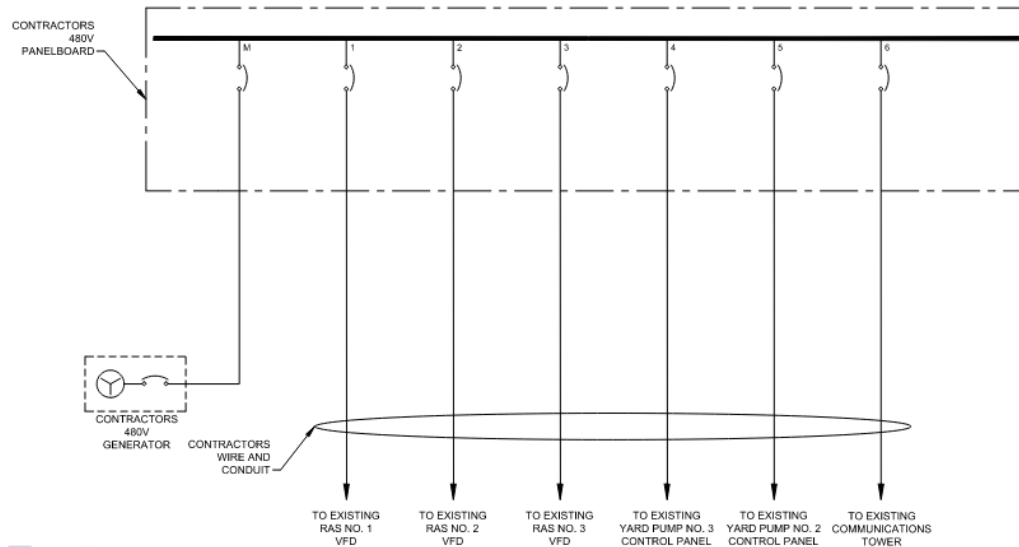 CONTRACTORS
480V
PANELBOARD
M
1
2
3
4
5
6
CONTRACTORS
480V
GENERATOR
CONTRACTORS
WIRE AND
CONDUIT
TO EXISTING
RAS NO. 1
VFD
TO EXISTING
RAS NO. 2
VFD
TO EXISTING
RAS NO. 3
VFD
TO EXISTING
YARD PUMP NO. 3
CONTROL PANEL
TO EXISTING
YARD PUMP NO. 2
CONTROL PANEL
TO EXISTING
COMMUNICATIONS
TOWER